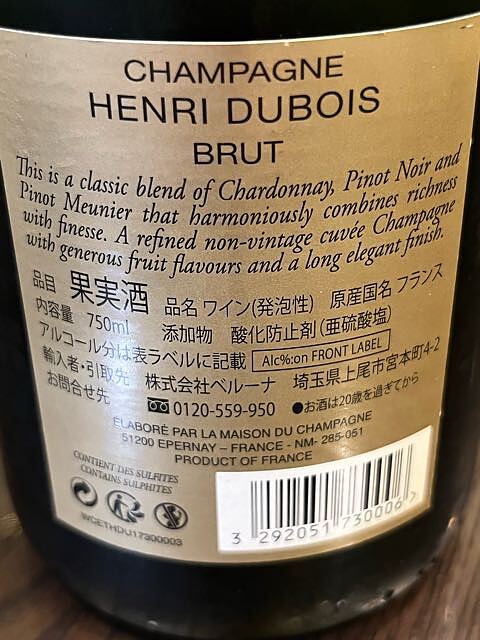 CHAMPAGNE
HENRI DUBOIS
BRUT
This is a classic blend of Chardonnay, Pinot Noir and
Pinot Meunier that harmoniously combines richness
with finesse. A refined non-vintage cuvée Champagne
with generous fruit flavours and a long elegant finish.
品目 果実酒 品名 ワイン(発泡性) 原産国名 フランス
内容量 750ml 添加物 酸化防止剤(亜硫酸塩)
アルコール分は表ラベルに記載 Alc%:on FRONT LABEL
輸入者・引取先 株式会社ベルーナ 埼玉県上尾市宮本町4-2
お問合せ先 0120-559-950 ●お酒は20歳を過ぎてから
ÉLABORÉ PAR LA MAISON DU CHAMPAGNE
51200 EPERNAY – FRANCE - NM- 285-051
PRODUCT OF FRANCE
CONTIENT DES SULFITES
CONTAINS SULPHITES
3 292051 730006